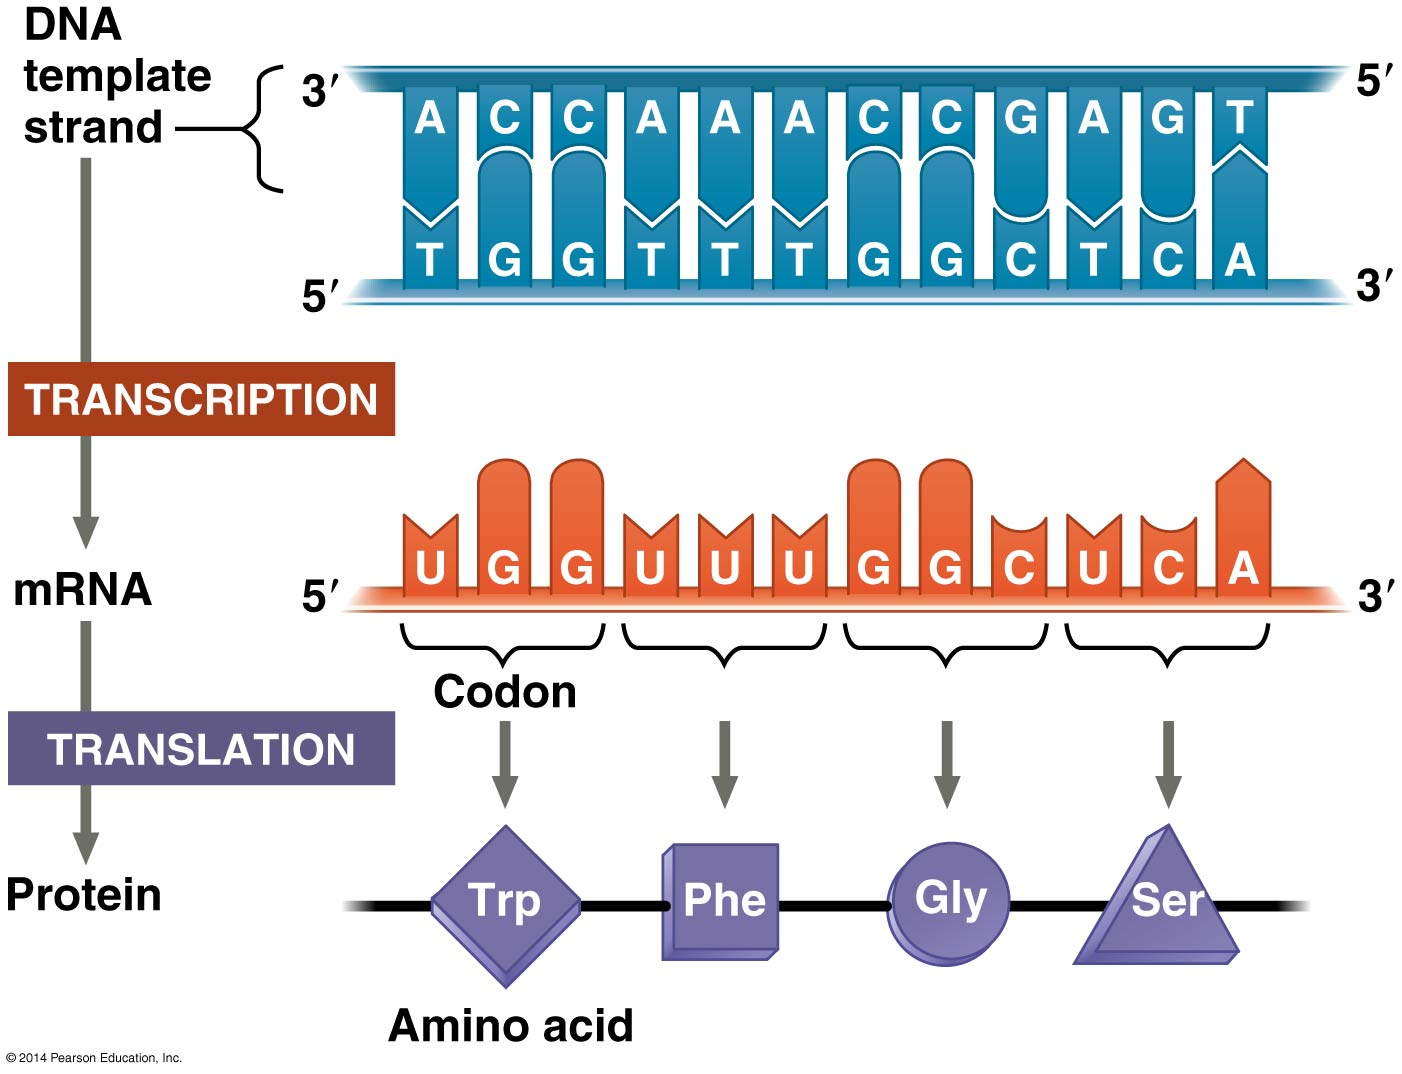 DNA
template
strand
3′ 5′
A C C A A A C C G A G T
T G G T T T G G C T C A
5′ 3′
TRANSCRIPTION
mRNA
U G G U U U G G C U C A
5′ 3′
Codon
TRANSLATION
Protein
Trp Phe Gly Ser
Amino acid
© 2014 Pearson Education, Inc.